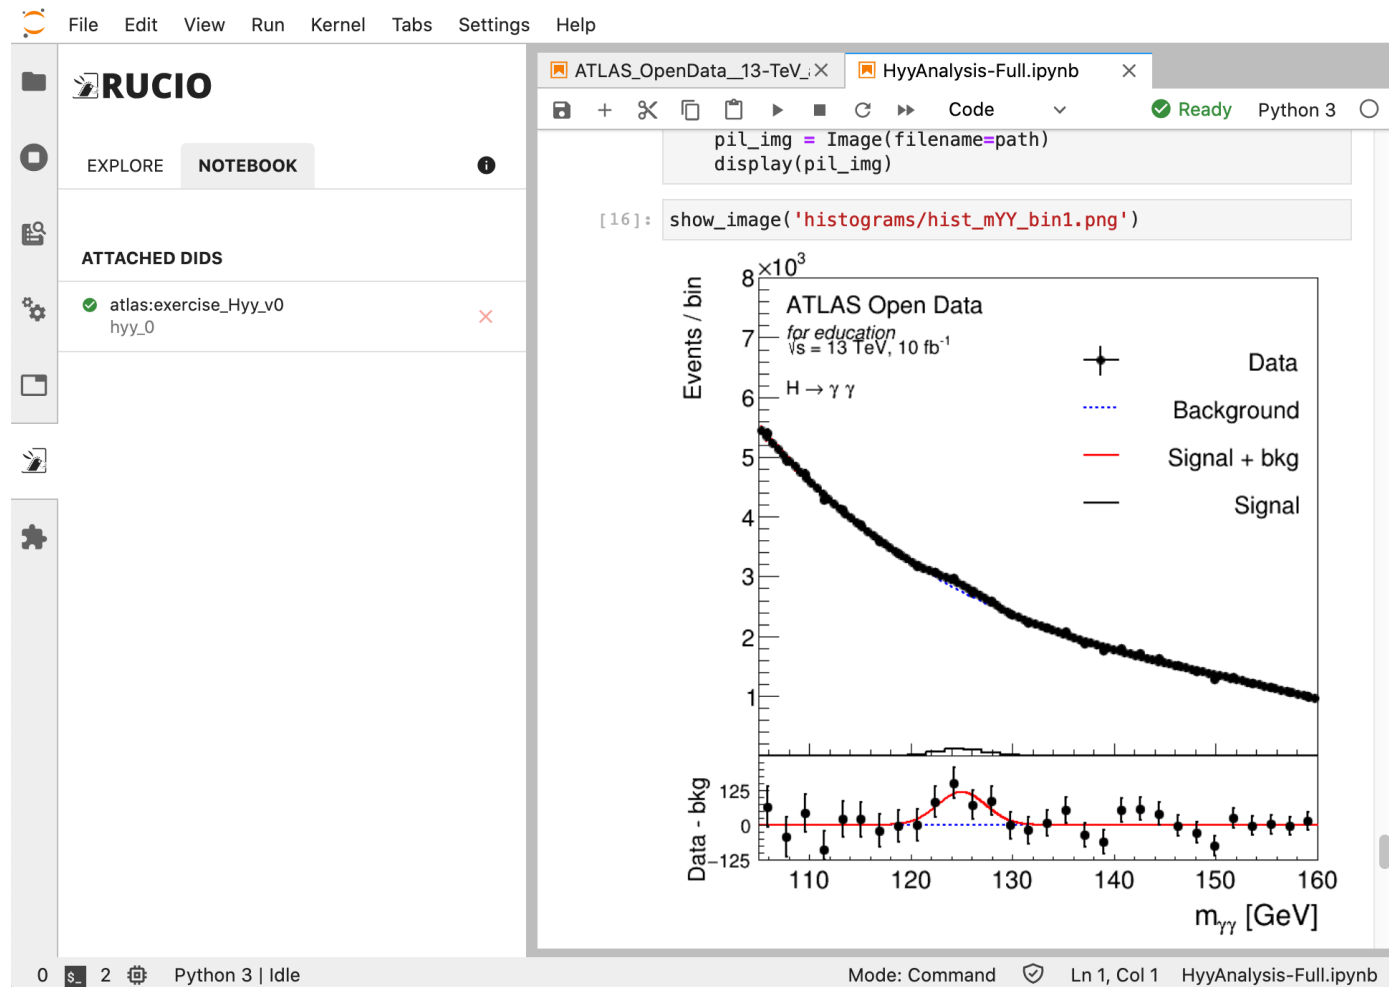 File Edit View Run Kernel Tabs Settings Help
RUCIO
EXPLORE NOTEBOOK
ATTACHED DIDS
atlas:exercise_Hyy_v0
hyy_0
ATLAS_OpenData__13-TeV_ HyyAnalysis-Full.ipynb
Code Ready Python 3
pil_img = Image(filename=path)
display(pil_img)
[16]: show_image('histograms/hist_mYY_bin1.png')
×10³
Events / bin
8
7
6
5
4
3
2
1
ATLAS Open Data
for education
√s = 13 TeV, 10 fb⁻¹
H → γ γ
Data
Background
Signal + bkg
Signal
Data - bkg
125
0
−125
110 120 130 140 150 160
mγγ [GeV]
0 $_ 2 Python 3 | Idle Mode: Command Ln 1, Col 1 HyyAnalysis-Full.ipynb